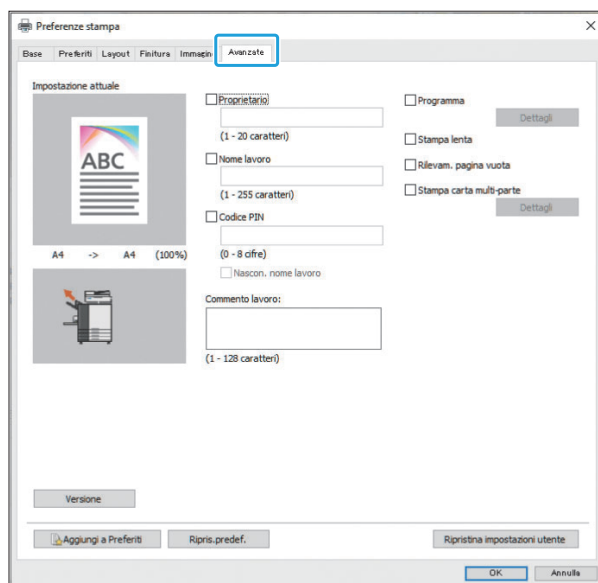 Preferenze stampa
Base Preferiti Layout Finitura Immagin Avanzate
Impostazione attuale
ABC
A4 -> A4 (100%)
Versione
Proprietario
(1 - 20 caratteri)
Nome lavoro
(1 - 255 caratteri)
Codice PIN
(0 - 8 cifre)
Nascon. nome lavoro
Commento lavoro:
(1 - 128 caratteri)
Programma
Dettagli
Stampa lenta
Rilevam. pagina vuota
Stampa carta multi-parte
Dettagli
Aggiungi a Preferiti Ripris.predef. Ripristina impostazioni utente
OK Annulla